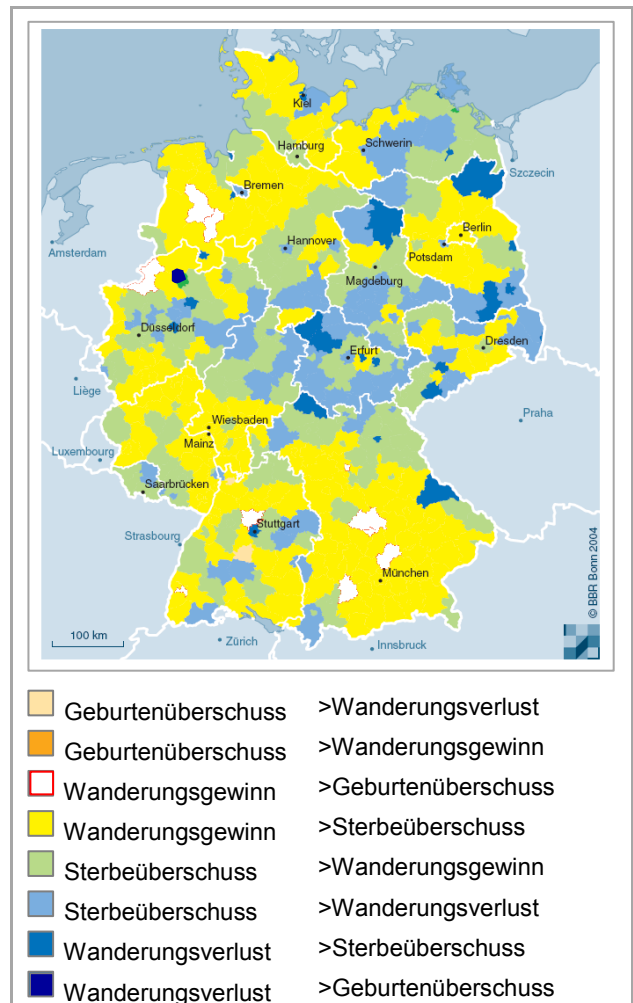 Kiel
Hamburg
Schwerin
Szczecin
Bremen
Amsterdam
Hannover
Berlin
Potsdam
Magdeburg
Düsseldorf
Erfurt
Dresden
Liège
Wiesbaden
Praha
Mainz
Luxembourg
Saarbrücken
Strasbourg
Stuttgart
München
© BBR Bonn 2004
100 km
Zürich
Innsbruck
Geburtenüberschuss >Wanderungsverlust
Geburtenüberschuss >Wanderungsgewinn
Wanderungsgewinn >Geburtenüberschuss
Wanderungsgewinn >Sterbeüberschuss
Sterbeüberschuss >Wanderungsgewinn
Sterbeüberschuss >Wanderungsverlust
Wanderungsverlust >Sterbeüberschuss
Wanderungsverlust >Geburtenüberschuss